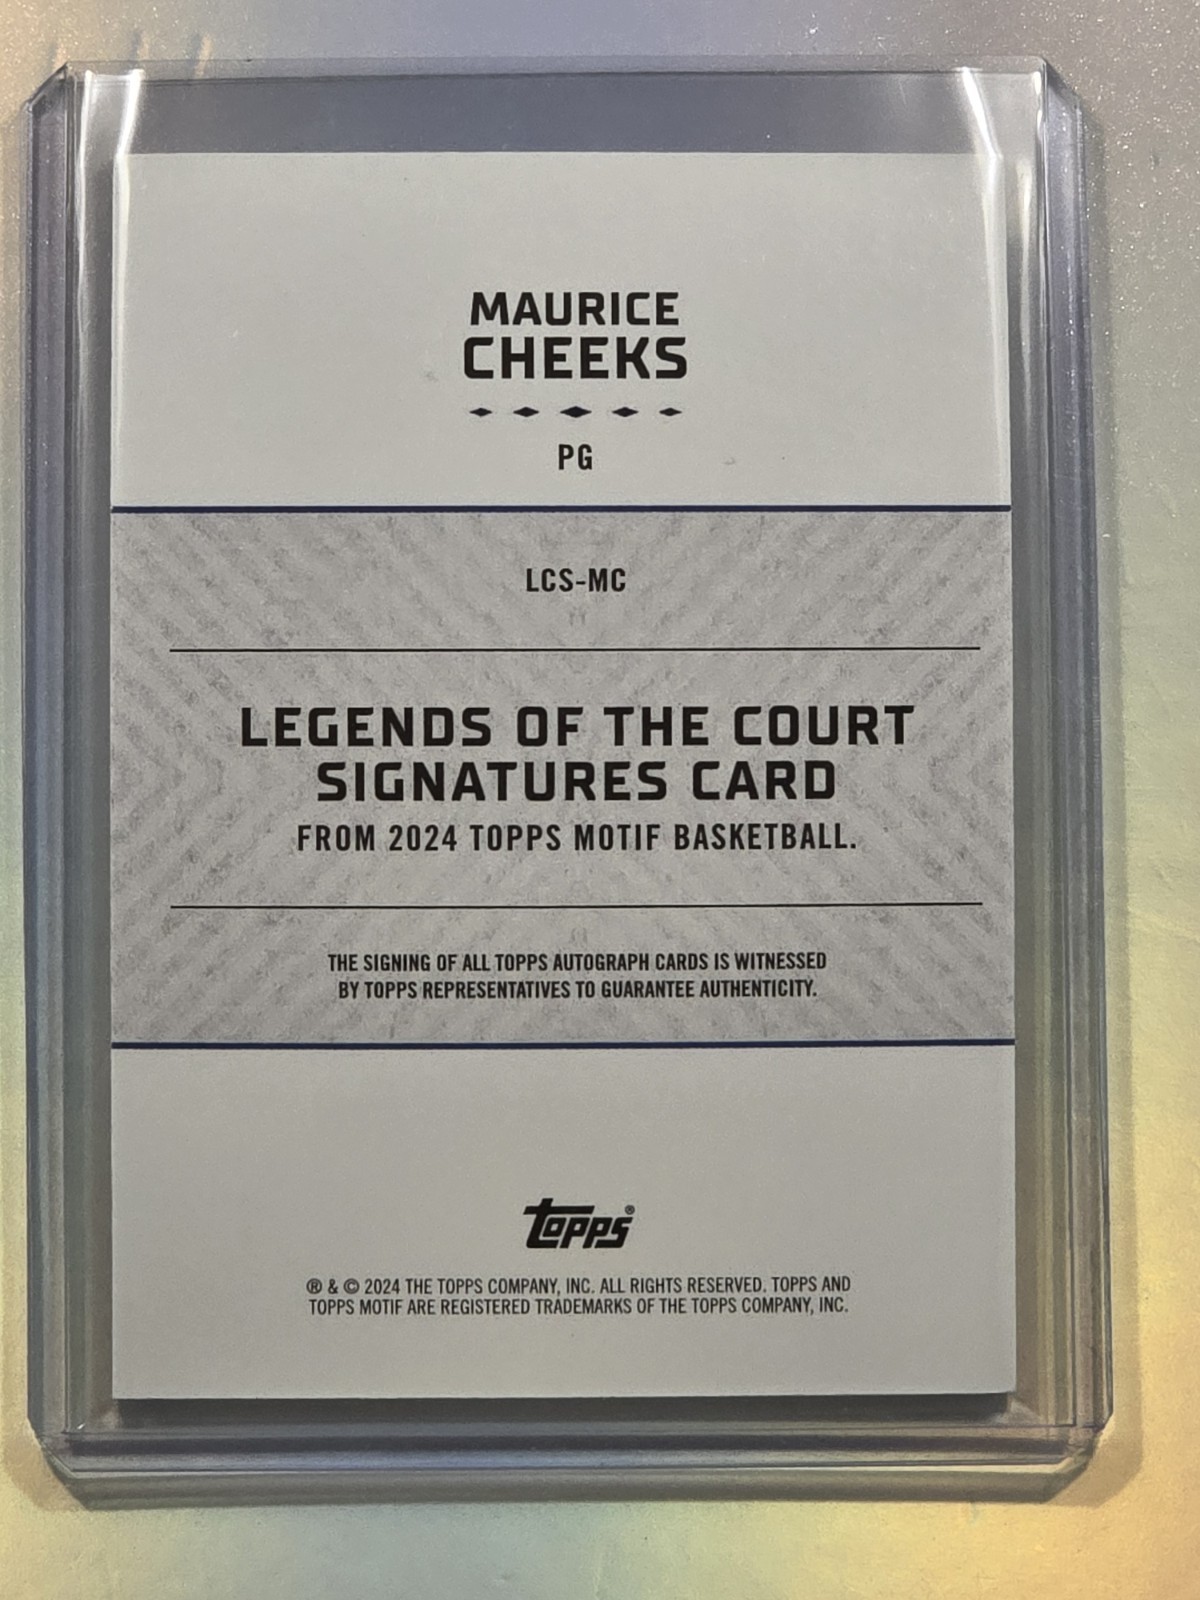 MAURICE
CHEEKS
PG
LCS-MC
LEGENDS OF THE COURT
SIGNATURES CARD
FROM 2024 TOPPS MOTIF BASKETBALL.
THE SIGNING OF ALL TOPPS AUTOGRAPH CARDS IS WITNESSED
BY TOPPS REPRESENTATIVES TO GUARANTEE AUTHENTICITY.
topps®
® & © 2024 THE TOPPS COMPANY, INC. ALL RIGHTS RESERVED. TOPPS AND
TOPPS MOTIF ARE REGISTERED TRADEMARKS OF THE TOPPS COMPANY, INC.